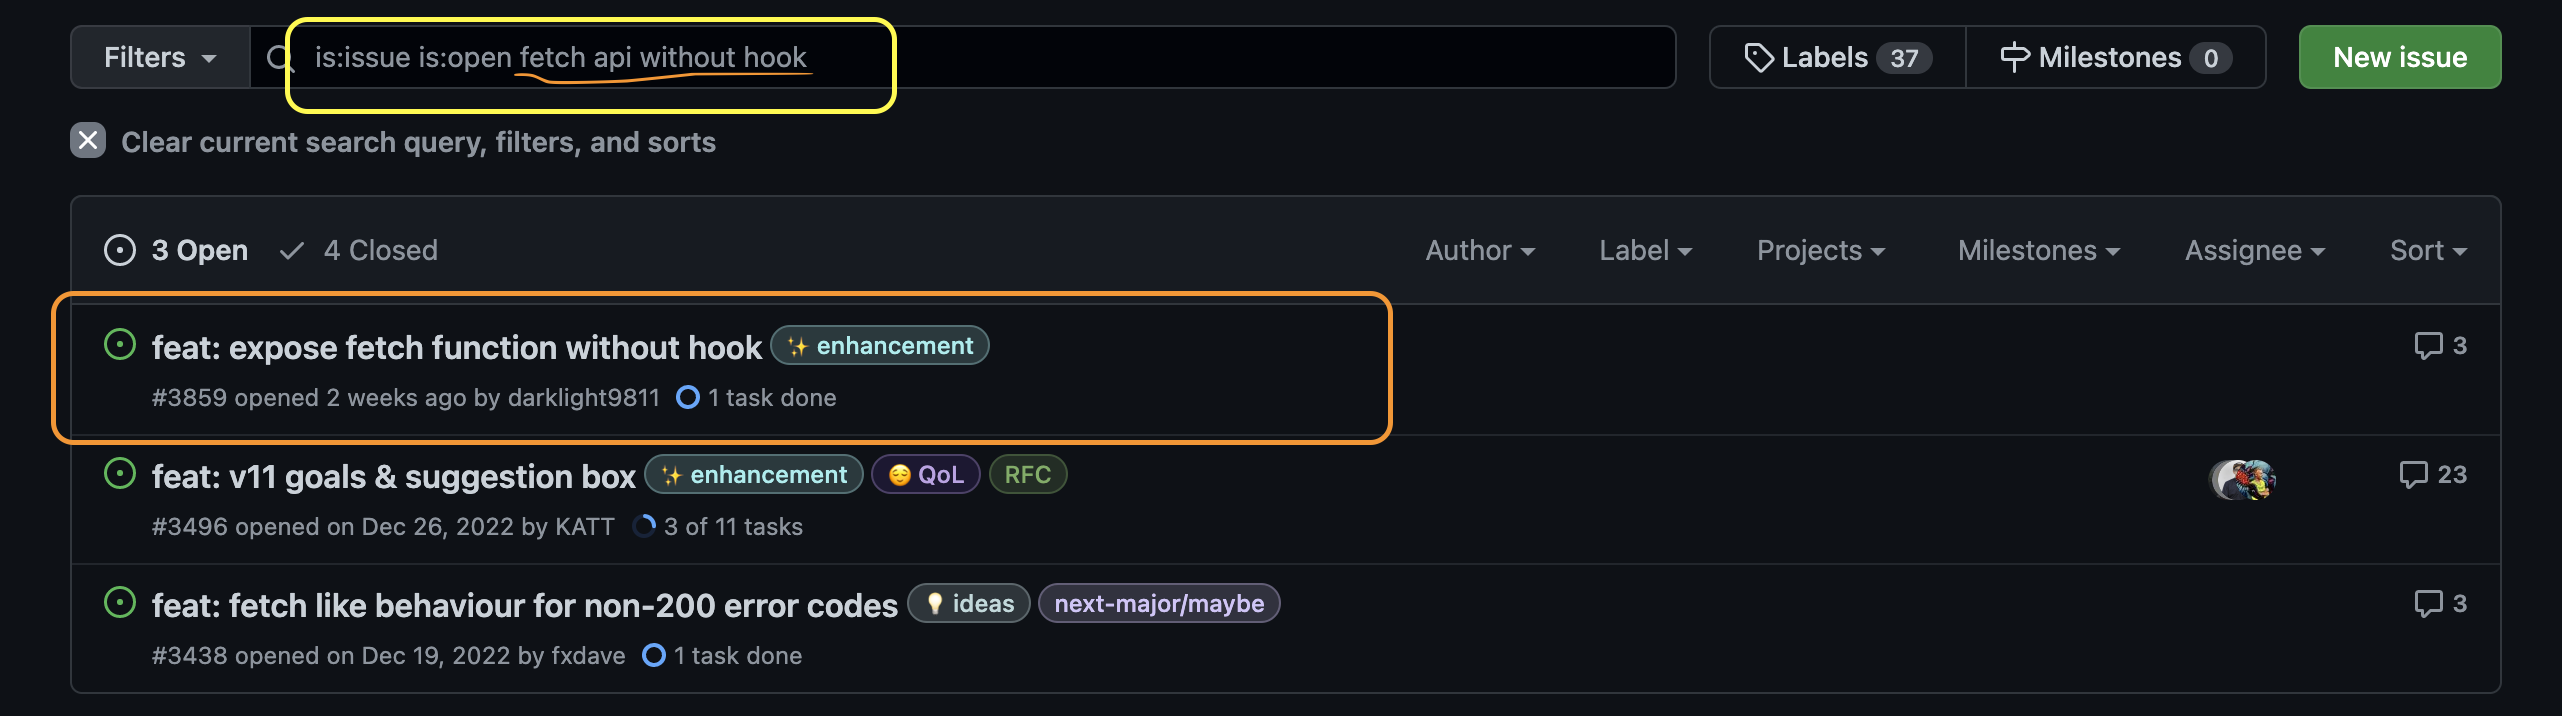 Filters is:issue is:open fetch api without hook Labels 37 Milestones 0 New issue
Clear current search query, filters, and sorts
3 Open 4 Closed Author Label Projects Milestones Assignee Sort
feat: expose fetch function without hook ✨ enhancement 3
#3859 opened 2 weeks ago by darklight9811 1 task done
feat: v11 goals & suggestion box ✨ enhancement 😌 QoL RFC 23
#3496 opened on Dec 26, 2022 by KATT 3 of 11 tasks
feat: fetch like behaviour for non-200 error codes 💡 ideas next-major/maybe 3
#3438 opened on Dec 19, 2022 by fxdave 1 task done